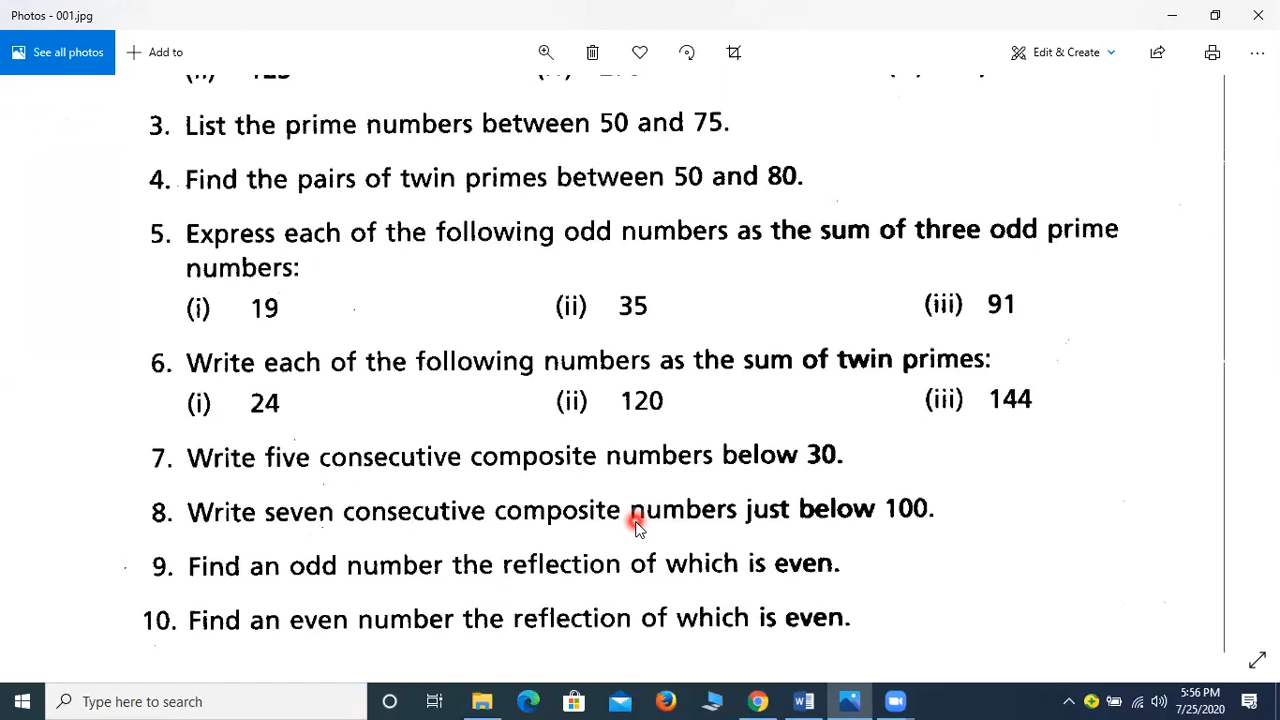 Photos - 001.jpg
See all photos
Add to
Edit & Create
3. List the prime numbers between 50 and 75.
4. Find the pairs of twin primes between 50 and 80.
5. Express each of the following odd numbers as the sum of three odd prime
numbers:
(i) 19 (ii) 35 (iii) 91
6. Write each of the following numbers as the sum of twin primes:
(i) 24 (ii) 120 (iii) 144
7. Write five consecutive composite numbers below 30.
8. Write seven consecutive composite numbers just below 100.
9. Find an odd number the reflection of which is even.
10. Find an even number the reflection of which is even.
Type here to search
5:56 PM
7/25/2020